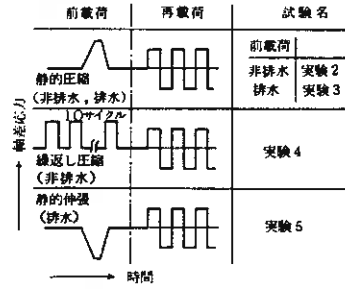 前載荷 再載荷 試験名
静的圧縮
(非排水,排水)
前載荷
非排水 実験2
排水 実験3
10サイクル
繰返し圧縮
(非排水)
実験4
静的伸張
(排水)
実験5
軸差応力
時間